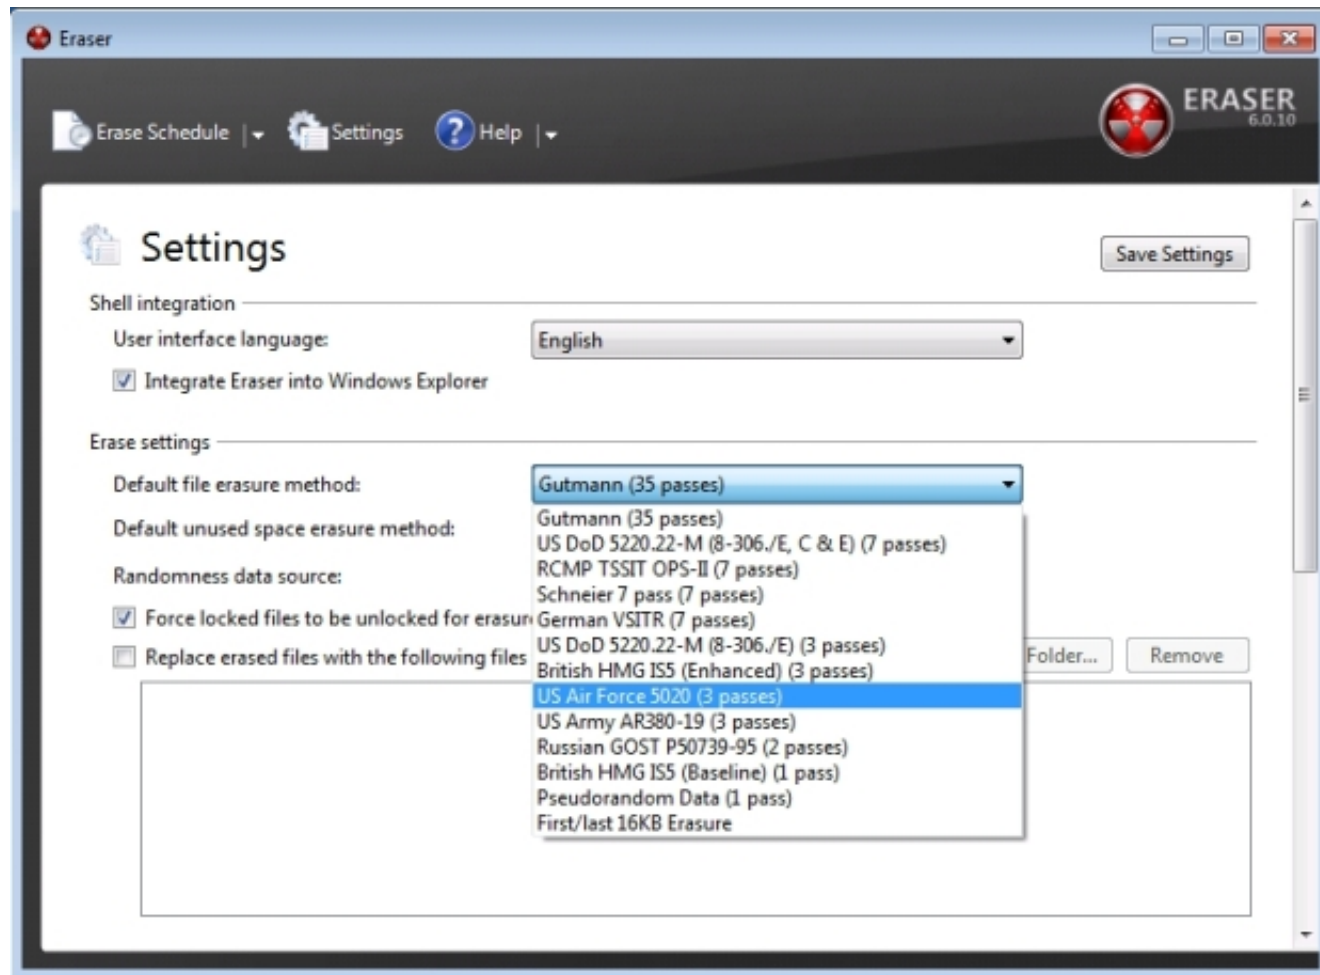 Eraser
Erase Schedule
Settings
Help
ERASER
6.0.10
Settings
Save Settings
Shell integration
User interface language:
English
Integrate Eraser into Windows Explorer
Erase settings
Default file erasure method:
Gutmann (35 passes)
Default unused space erasure method:
Randomness data source:
Force locked files to be unlocked for erasur
Replace erased files with the following files
Gutmann (35 passes)
US DoD 5220.22-M (8-306./E, C & E) (7 passes)
RCMP TSSIT OPS-II (7 passes)
Schneier 7 pass (7 passes)
German VSITR (7 passes)
US DoD 5220.22-M (8-306./E) (3 passes)
British HMG IS5 (Enhanced) (3 passes)
US Air Force 5020 (3 passes)
US Army AR380-19 (3 passes)
Russian GOST P50739-95 (2 passes)
British HMG IS5 (Baseline) (1 pass)
Pseudorandom Data (1 pass)
First/last 16KB Erasure
Folder...
Remove